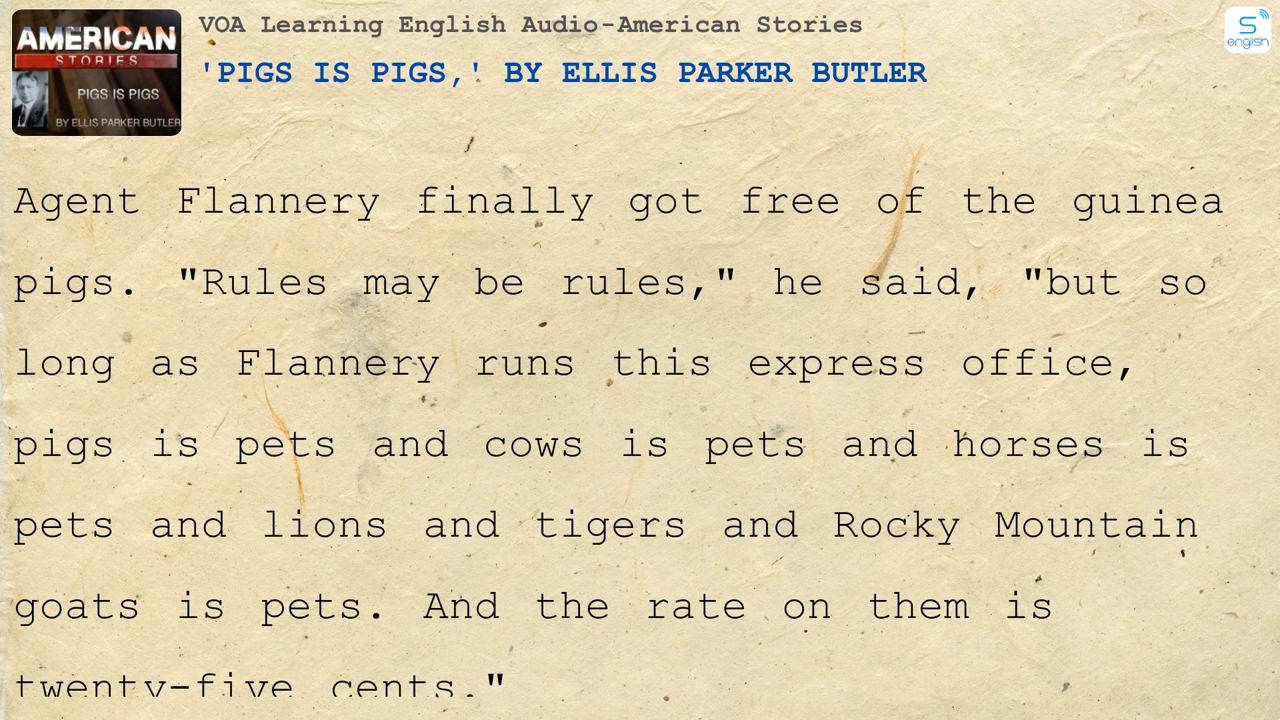 VOA Learning English Audio-American Stories
'PIGS IS PIGS,' BY ELLIS PARKER BUTLER
AMERICAN
STORIES
PIGS IS PIGS
BY ELLIS PARKER BUTLER
S
english
Agent Flannery finally got free of the guinea
pigs. "Rules may be rules," he said, "but so
long as Flannery runs this express office,
pigs is pets and cows is pets and horses is
pets and lions and tigers and Rocky Mountain
goats is pets. And the rate on them is
twenty-five cents."